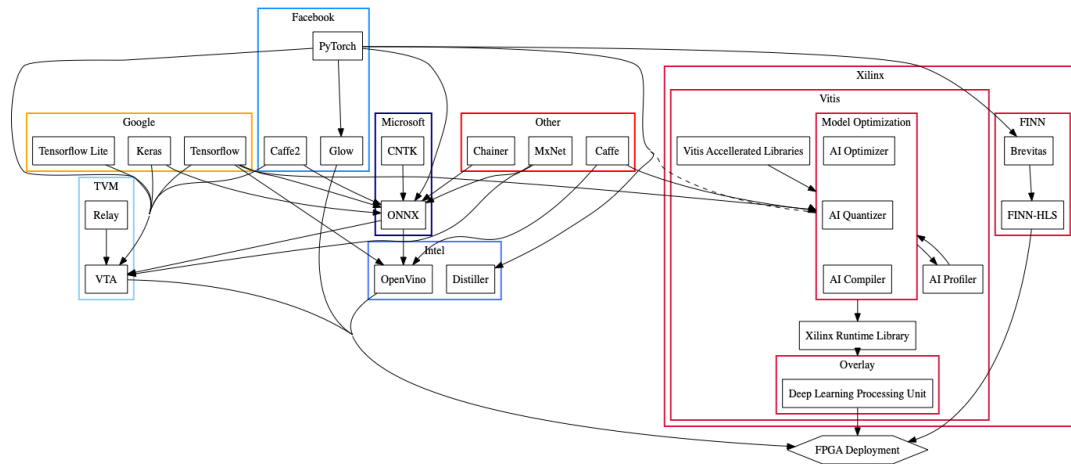 Facebook
PyTorch
Xilinx
Vitis
Google
Microsoft
Other
Model Optimization
FINN
Tensorflow Lite
Keras
Tensorflow
Caffe2
Glow
CNTK
Chainer
MxNet
Caffe
Vitis Accellerated Libraries
AI Optimizer
Brevitas
TVM
Relay
ONNX
AI Quantizer
FINN-HLS
Intel
VTA
OpenVino
Distiller
AI Compiler
AI Profiler
Xilinx Runtime Library
Overlay
Deep Learning Processing Unit
FPGA Deployment